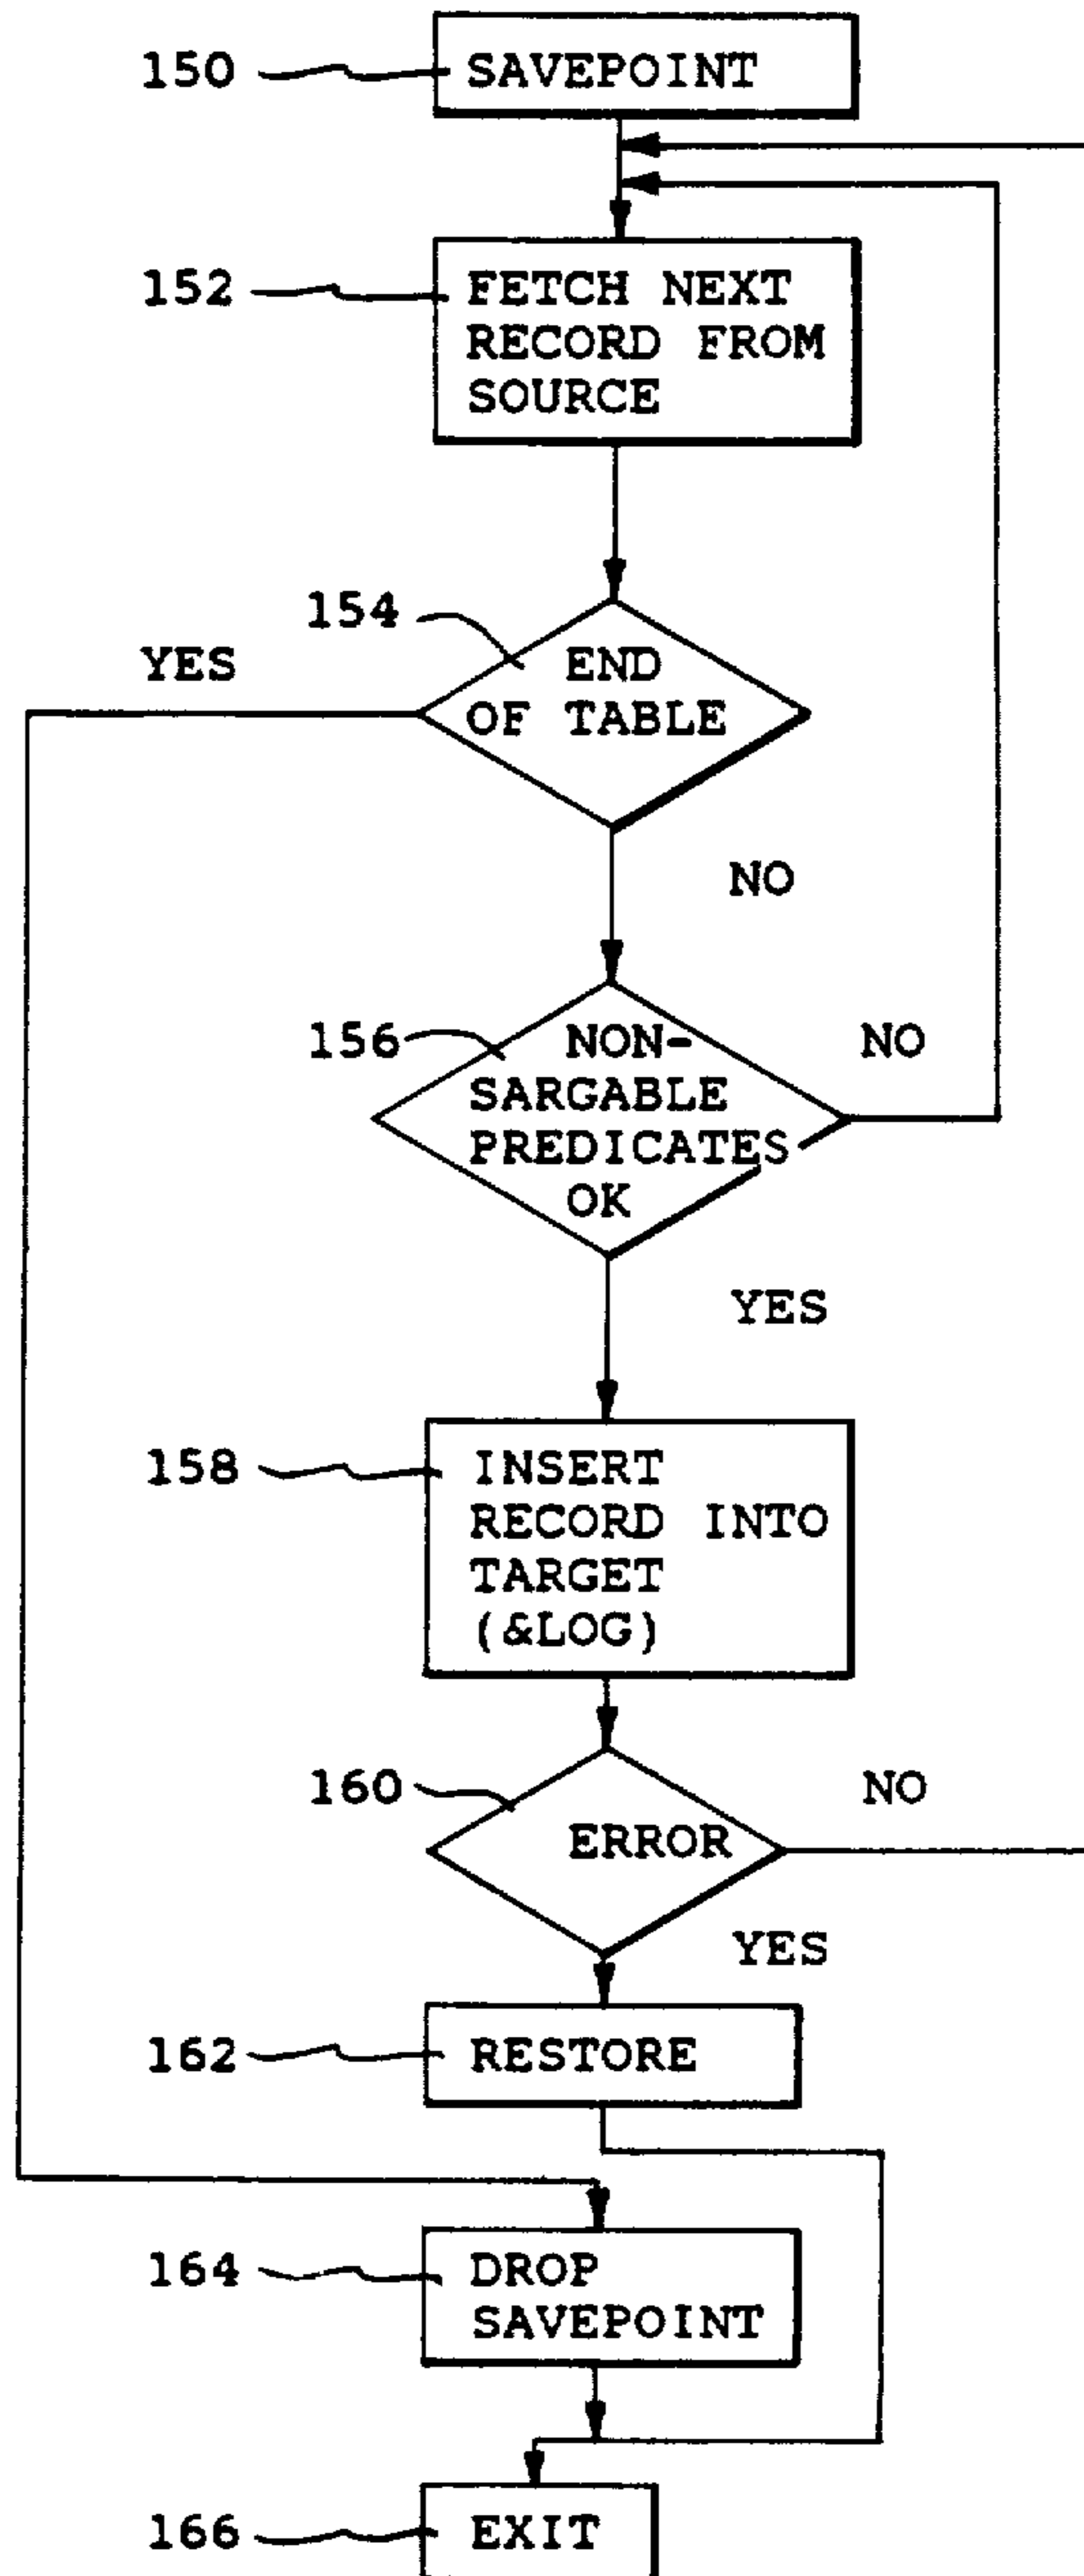 150
SAVEPOINT
152
FETCH NEXT
RECORD FROM
SOURCE
154
YES
END
OF TABLE
NO
156
NON-
SARGABLE
PREDICATES
OK
NO
YES
158
INSERT
RECORD INTO
TARGET
(&LOG)
160
ERROR
NO
YES
162
RESTORE
164
DROP
SAVEPOINT
166
EXIT